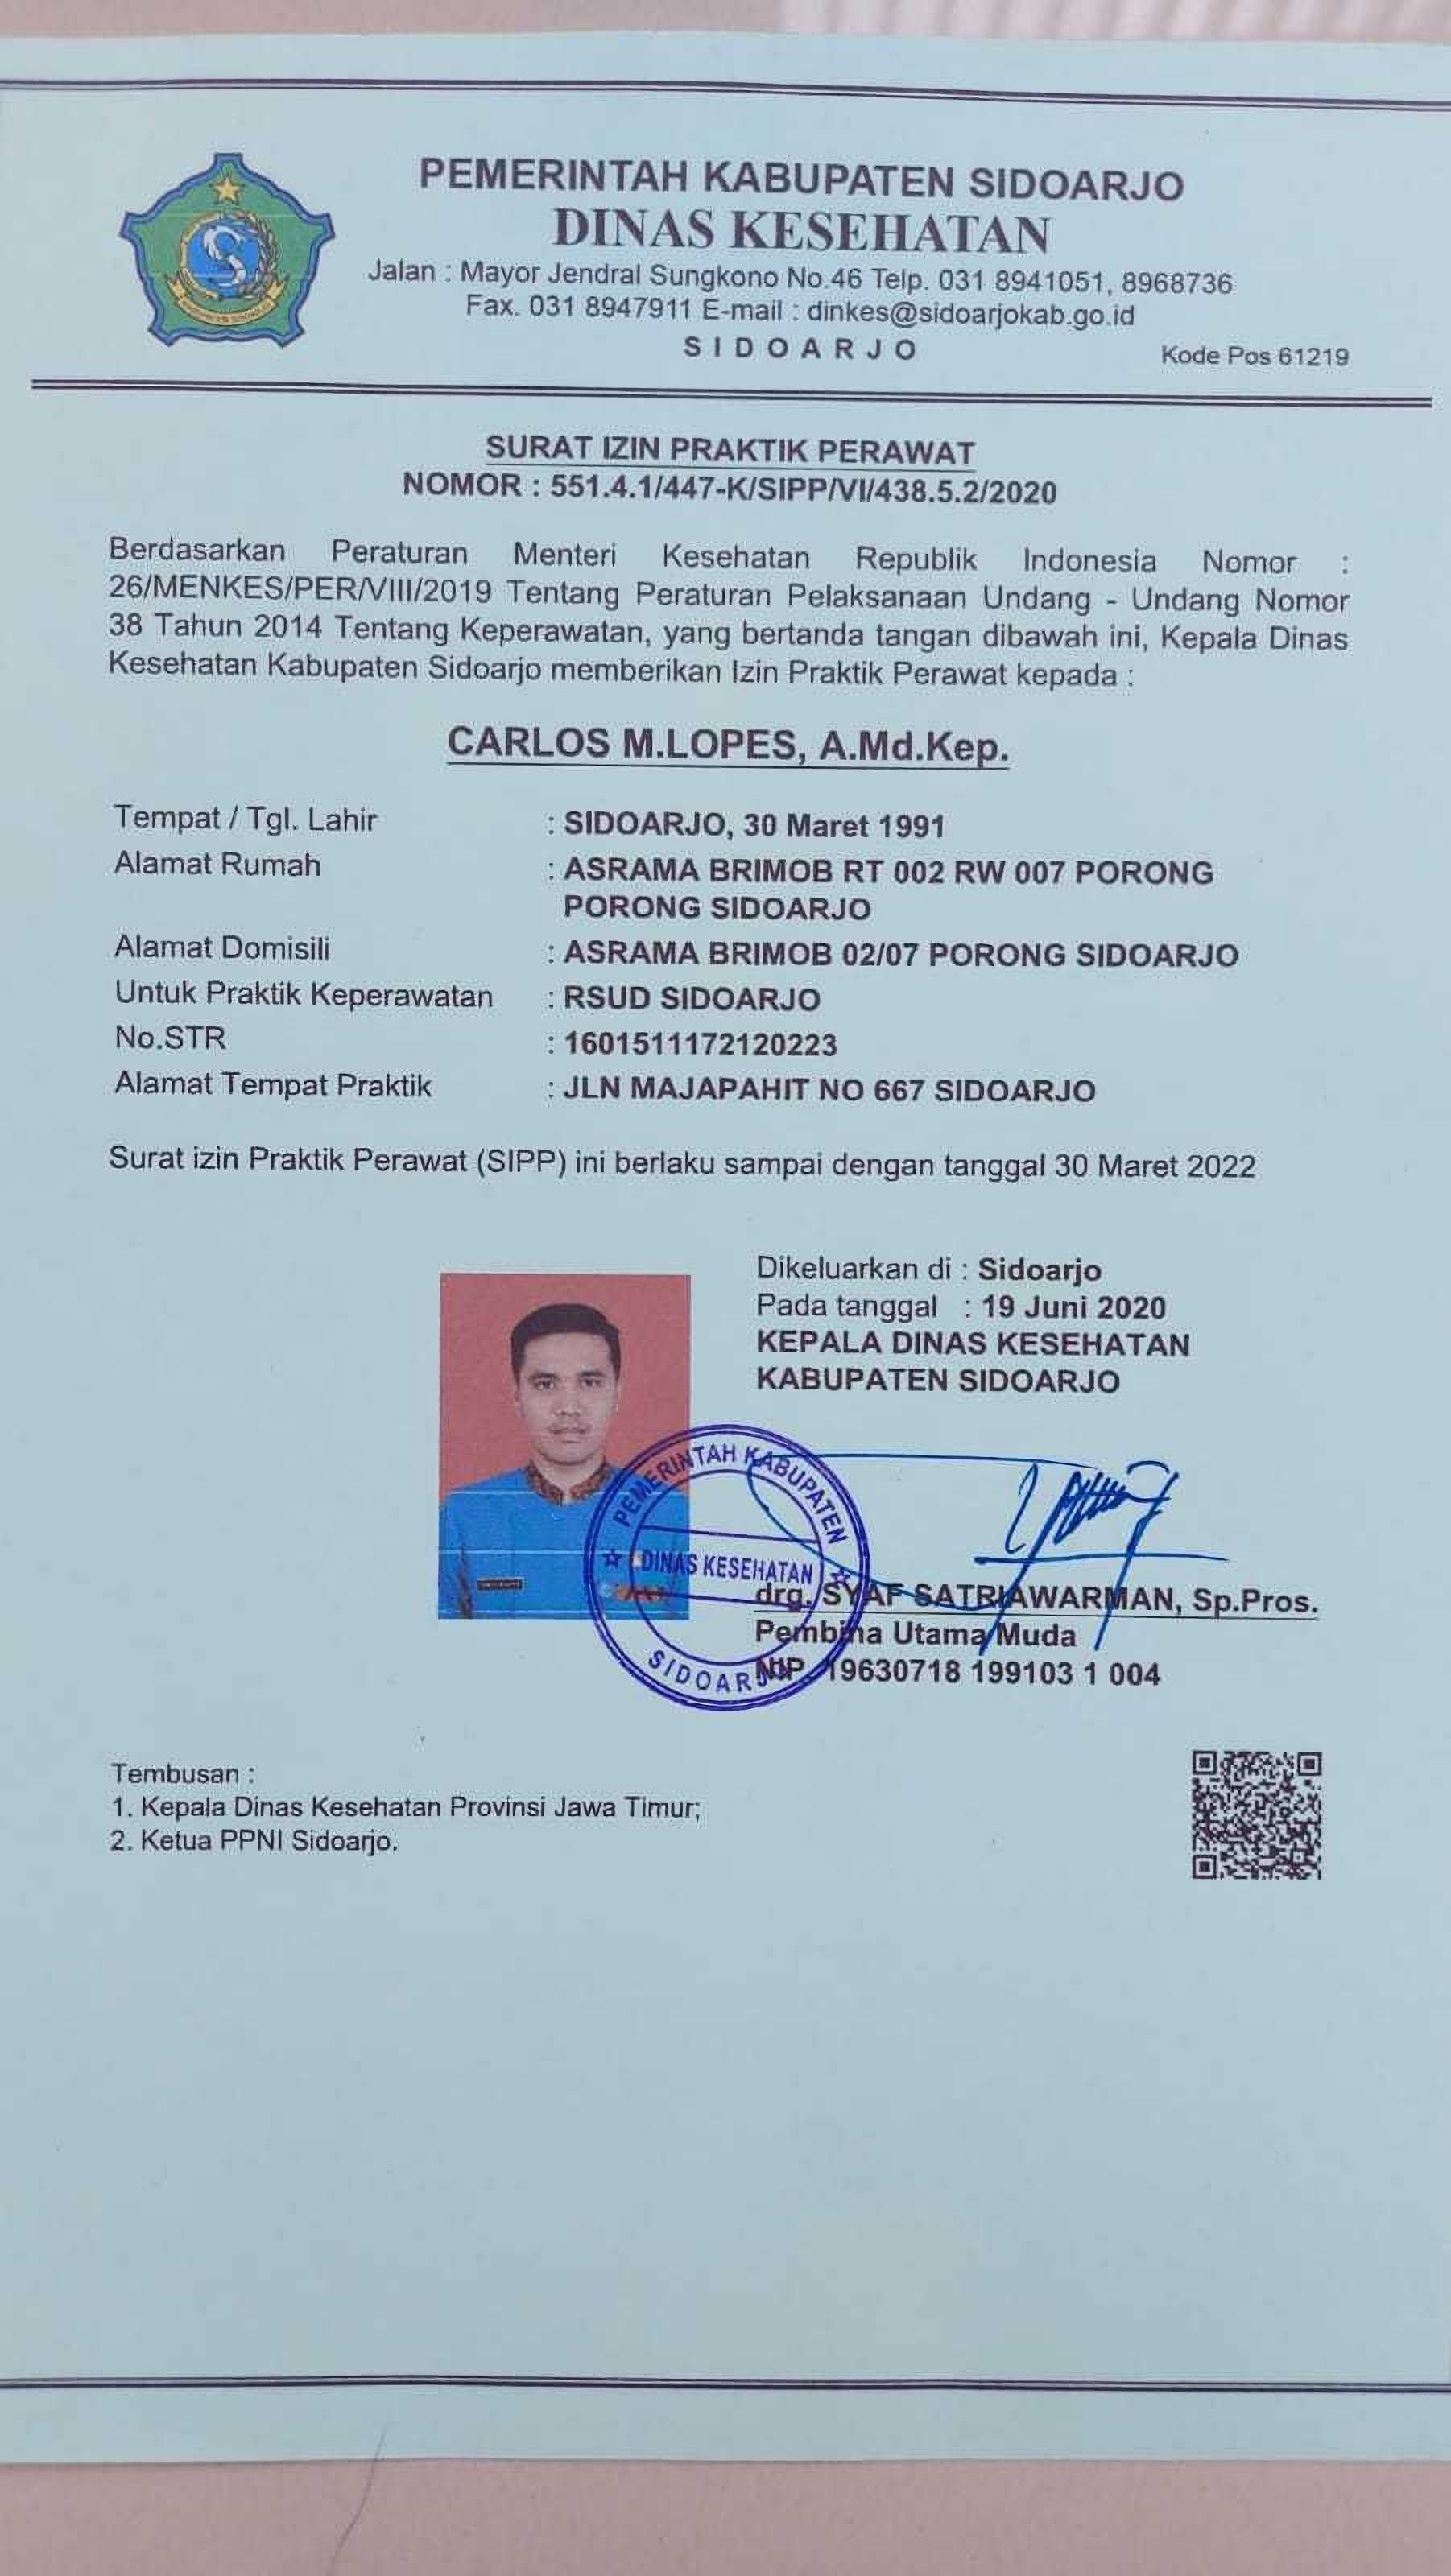 PEMERINTAH KABUPATEN SIDOARJO
DINAS KESEHATAN
Jalan : Mayor Jendral Sungkono No.46 Telp. 031 8941051, 8968736
Fax. 031 8947911 E-mail : dinkes@sidoarjokab.go.id
SIDOARJO
Kode Pos 61219
SURAT IZIN PRAKTIK PERAWAT
NOMOR : 551.4.1/447-K/SIPP/VI/438.5.2/2020
Berdasarkan Peraturan Menteri Kesehatan Republik Indonesia Nomor :
26/MENKES/PER/VIII/2019 Tentang Peraturan Pelaksanaan Undang - Undang Nomor
38 Tahun 2014 Tentang Keperawatan, yang bertanda tangan dibawah ini, Kepala Dinas
Kesehatan Kabupaten Sidoarjo memberikan Izin Praktik Perawat kepada :
CARLOS M.LOPES, A.Md.Kep.
Tempat / Tgl. Lahir : SIDOARJO, 30 Maret 1991
Alamat Rumah : ASRAMA BRIMOB RT 002 RW 007 PORONG
PORONG SIDOARJO
Alamat Domisili : ASRAMA BRIMOB 02/07 PORONG SIDOARJO
Untuk Praktik Keperawatan : RSUD SIDOARJO
No.STR : 1601511172120223
Alamat Tempat Praktik : JLN MAJAPAHIT NO 667 SIDOARJO
Surat izin Praktik Perawat (SIPP) ini berlaku sampai dengan tanggal 30 Maret 2022
Dikeluarkan di : Sidoarjo
Pada tanggal : 19 Juni 2020
KEPALA DINAS KESEHATAN
KABUPATEN SIDOARJO
PEMERINTAH KABUPATEN
DINAS KESEHATAN
SIDOARJO
drg. SYAF SATRIAWARMAN, Sp.Pros.
Pembina Utama Muda
NIP. 19630718 199103 1 004
Tembusan :
1. Kepala Dinas Kesehatan Provinsi Jawa Timur;
2. Ketua PPNI Sidoarjo.